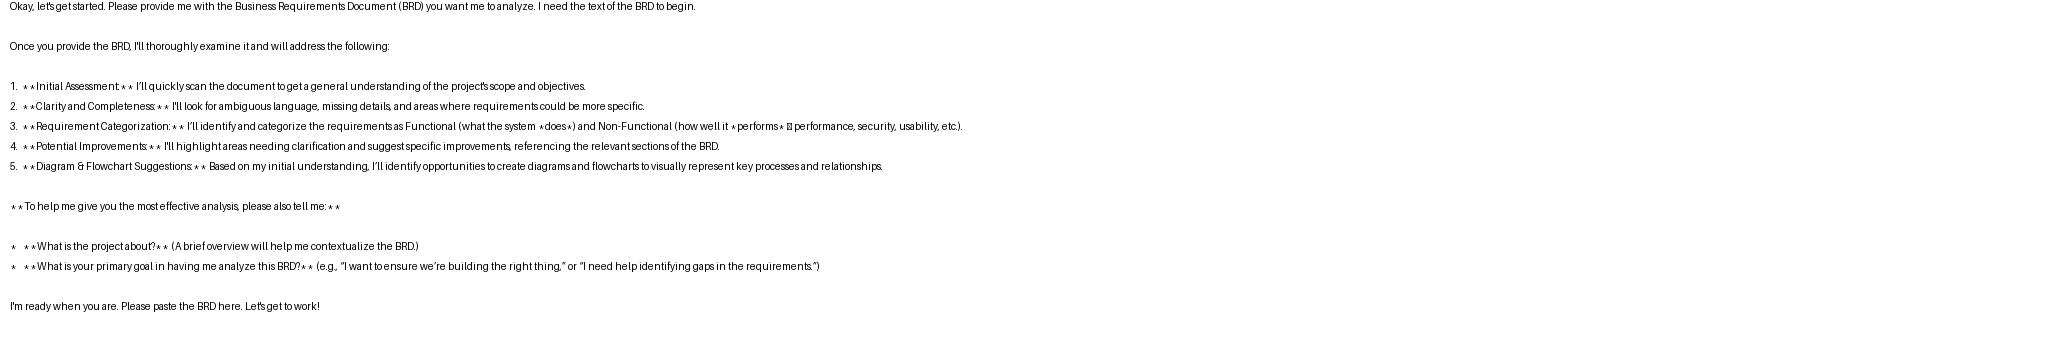 Okay, let's get started. Please provide me with the Business Requirements Document (BRD) you want me to analyze. I need the text of the BRD to begin.
Once you provide the BRD, I'll thoroughly examine it and will address the following:
1. **Initial Assessment:** I’ll quickly scan the document to get a general understanding of the project's scope and objectives.
2. **Clarity and Completeness:** I'll look for ambiguous language, missing details, and areas where requirements could be more specific.
3. **Requirement Categorization:** I’ll identify and categorize the requirements as Functional (what the system *does*) and Non-Functional (how well it *performs* performance, security, usability, etc.).
4. **Potential Improvements:** I'll highlight areas needing clarification and suggest specific improvements, referencing the relevant sections of the BRD.
5. **Diagram & Flowchart Suggestions:** Based on my initial understanding, I’ll identify opportunities to create diagrams and flowcharts to visually represent key processes and relationships.
**To help me give you the most effective analysis, please also tell me:**
* **What is the project about?** (A brief overview will help me contextualize the BRD.)
* **What is your primary goal in having me analyze this BRD?** (e.g., “I want to ensure we’re building the right thing,” or “I need help identifying gaps in the requirements.”)
I'm ready when you are. Please paste the BRD here. Let's get to work!